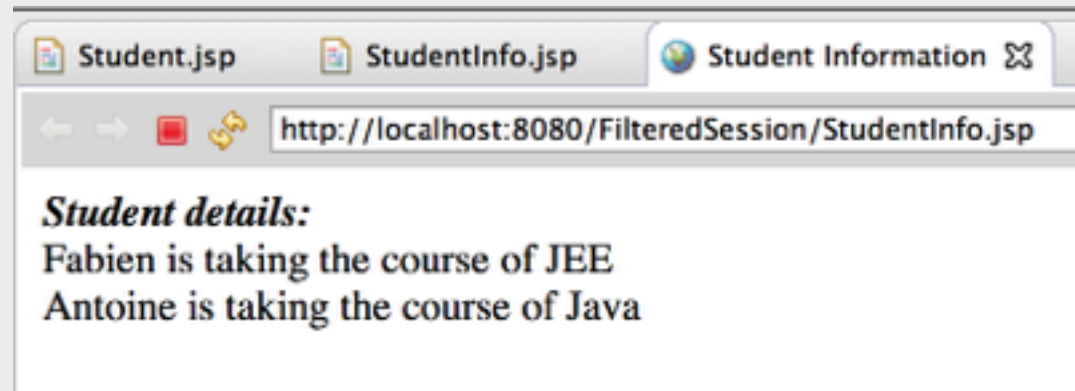 Student.jsp
StudentInfo.jsp
Student Information
http://localhost:8080/FilteredSession/StudentInfo.jsp
Student details:
Fabien is taking the course of JEE
Antoine is taking the course of Java